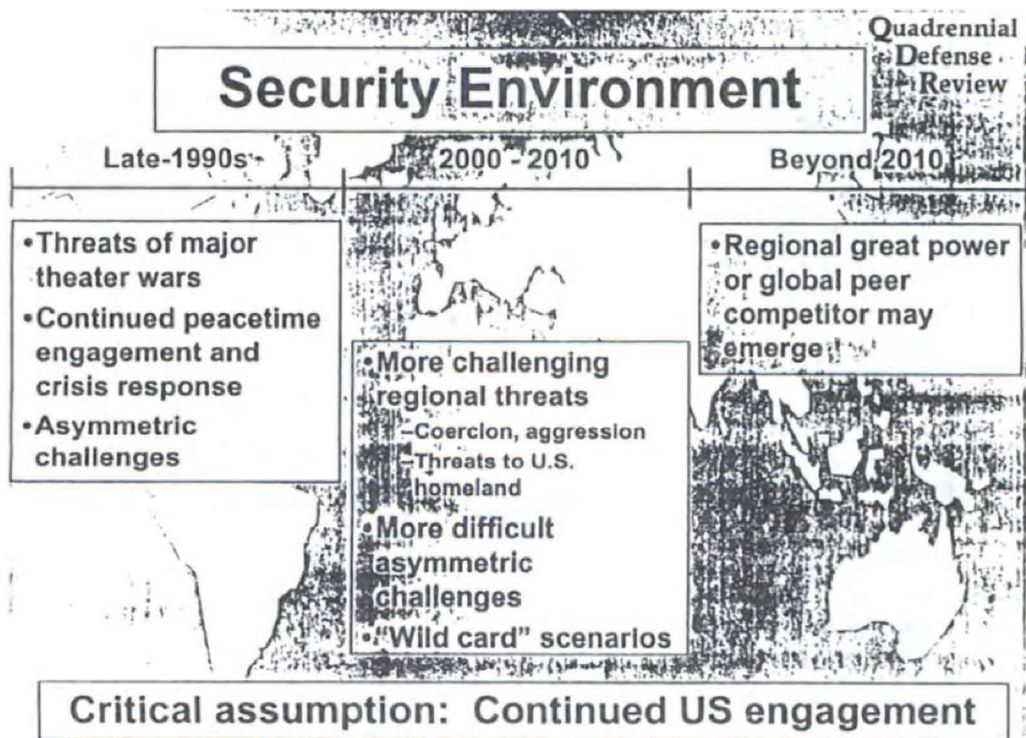 Quadrennial
Defense
Review
Security Environment
Late-1990s
2000 - 2010
Beyond 2010
•Threats of major
theater wars
•Continued peacetime
engagement and
crisis response
•Asymmetric
challenges
•More challenging
regional threats
–Coercion, aggression
–Threats to U.S.
homeland
•More difficult
asymmetric
challenges
•"Wild card" scenarios
•Regional great power
or global peer
competitor may
emerge
Critical assumption: Continued US engagement